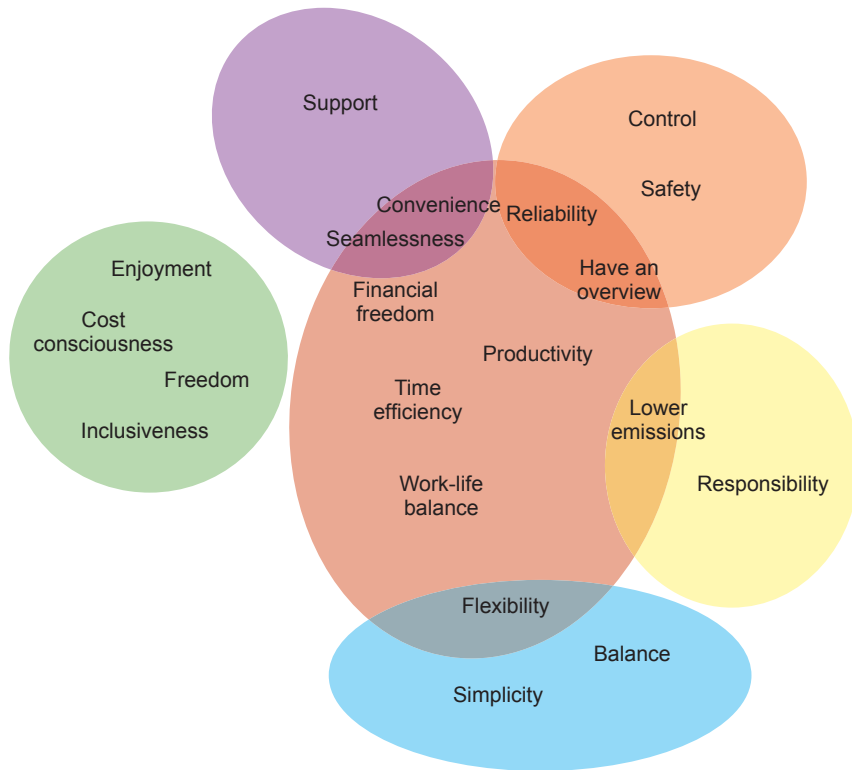 Support
Control
Safety
Convenience
Reliability
Seamlessness
Enjoyment
Have an
overview
Financial
freedom
Cost
consciousness
Productivity
Freedom
Time
efficiency
Lower
emissions
Inclusiveness
Work-life
balance
Responsibility
Flexibility
Balance
Simplicity